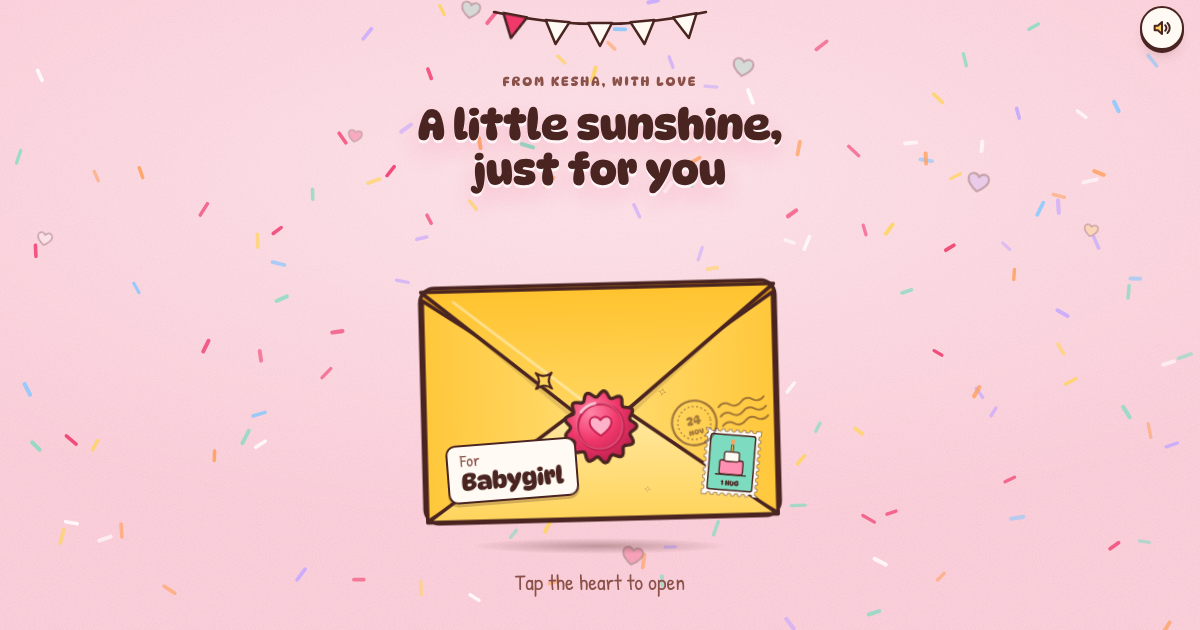 FROM KESHA, WITH LOVE
A little sunshine,
just for you
24
NOV
For
Babygirl
1 HUG
Tap the heart to open